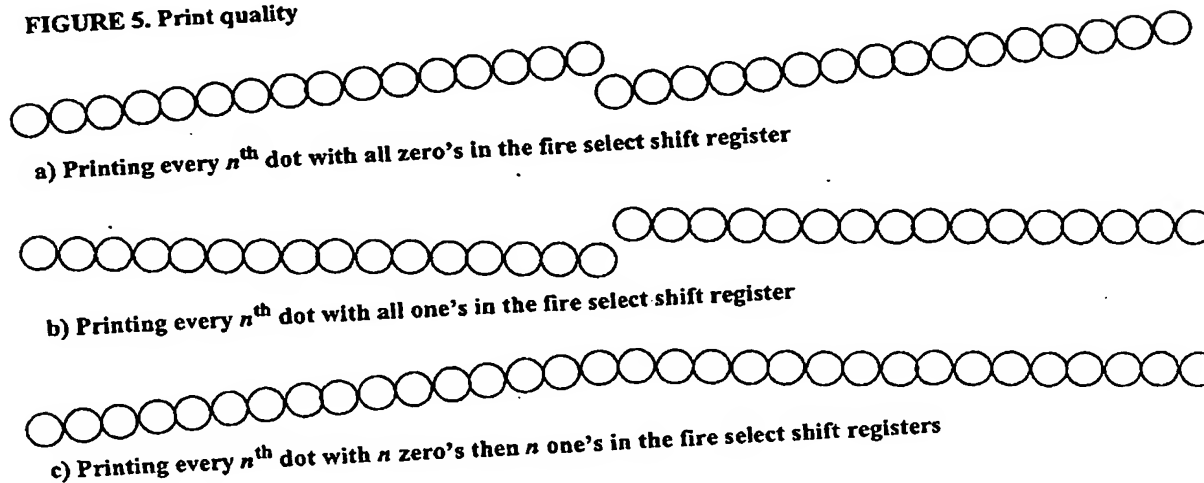 FIGURE 5. Print quality
a) Printing every nth dot with all zero's in the fire select shift register
b) Printing every nth dot with all one's in the fire select shift register
c) Printing every nth dot with n zero's then n one's in the fire select shift registers